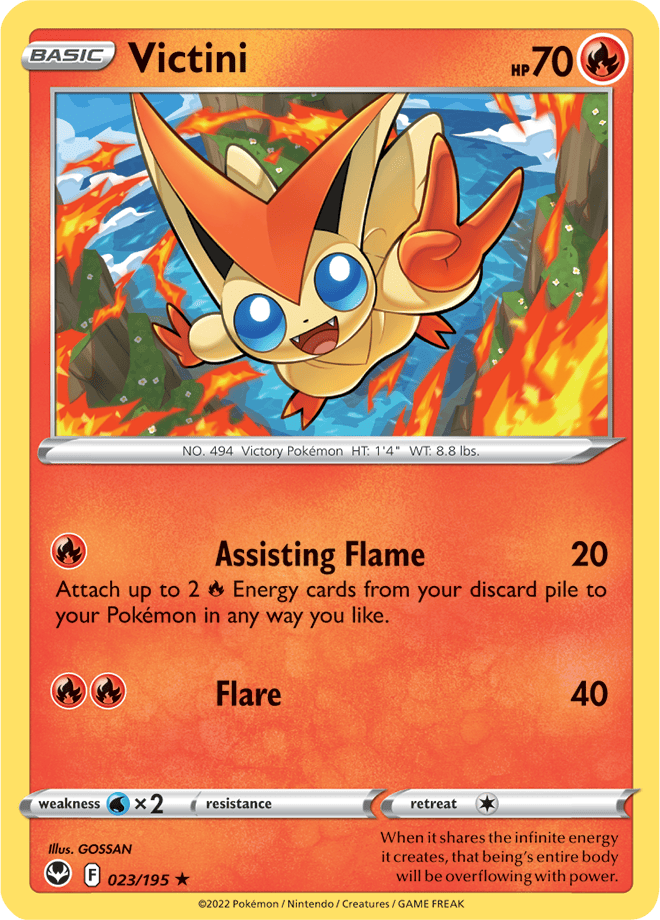 BASIC Victini HP70
NO. 494 Victory Pokémon HT: 1'4" WT: 8.8 lbs.
Assisting Flame 20
Attach up to 2 Energy cards from your discard pile to
your Pokémon in any way you like.
Flare 40
weakness ×2 resistance retreat
Illus. GOSSAN
When it shares the infinite energy
it creates, that being's entire body
will be overflowing with power.
F 023/195 ★
©2022 Pokémon / Nintendo / Creatures / GAME FREAK